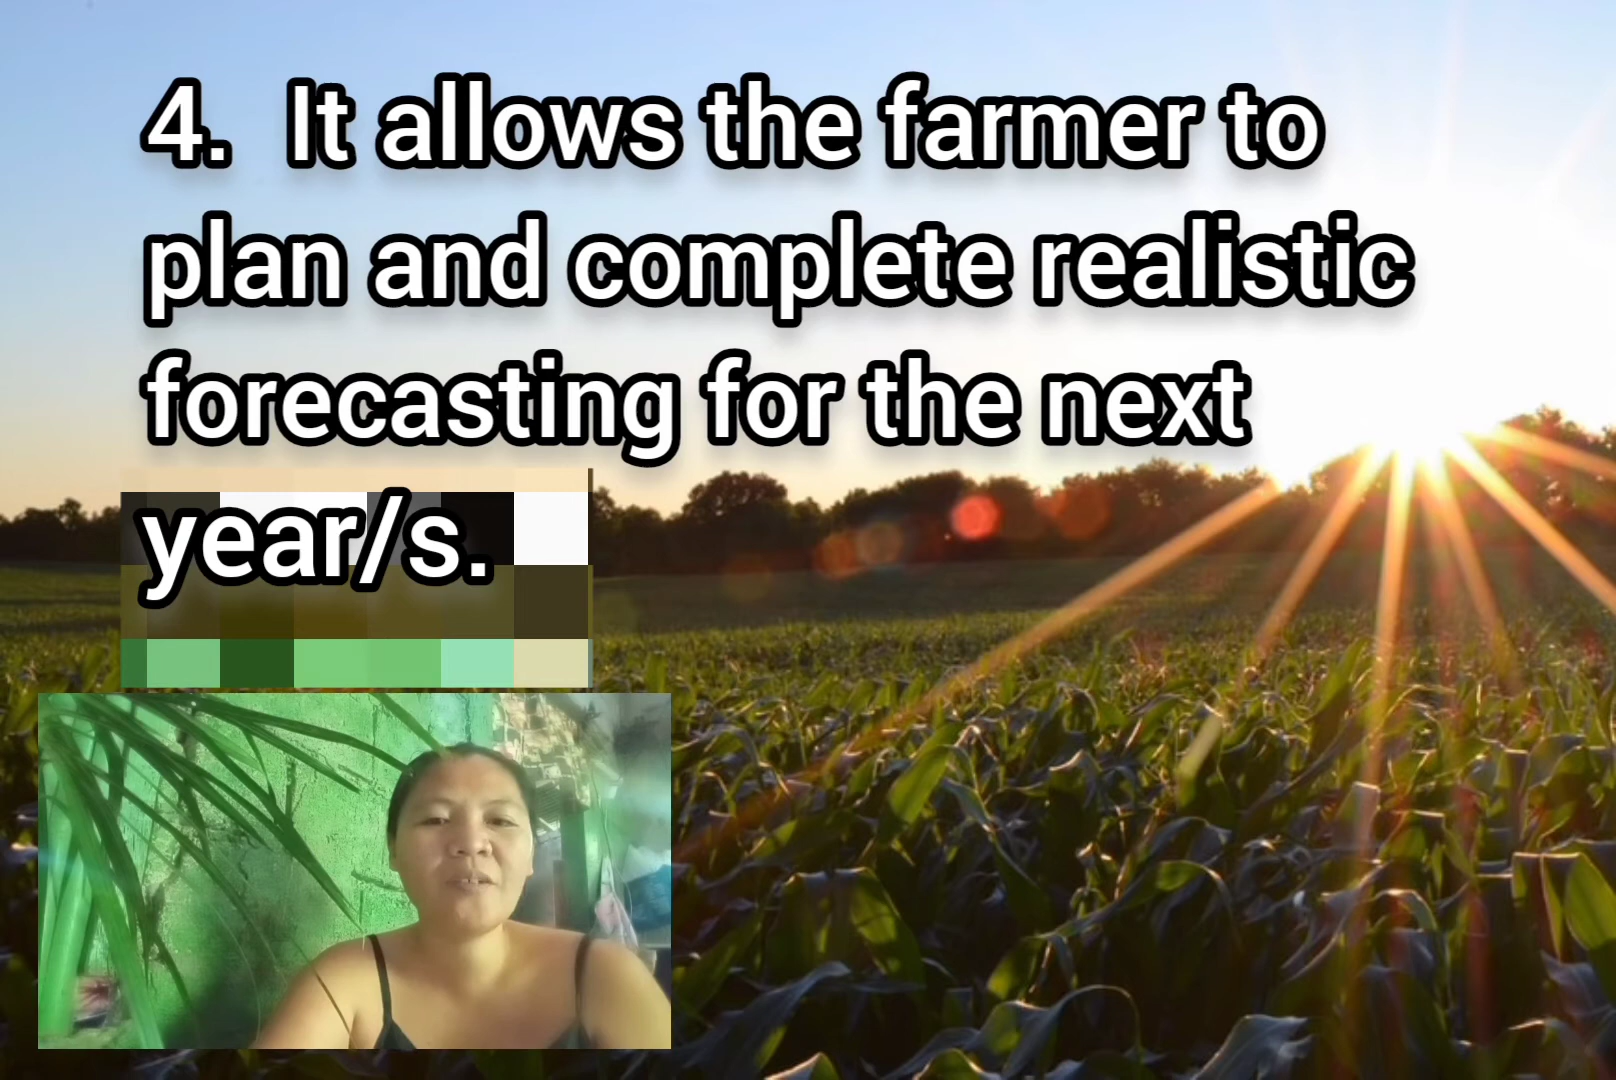 4. It allows the farmer to
plan and complete realistic
forecasting for the next
year/s.